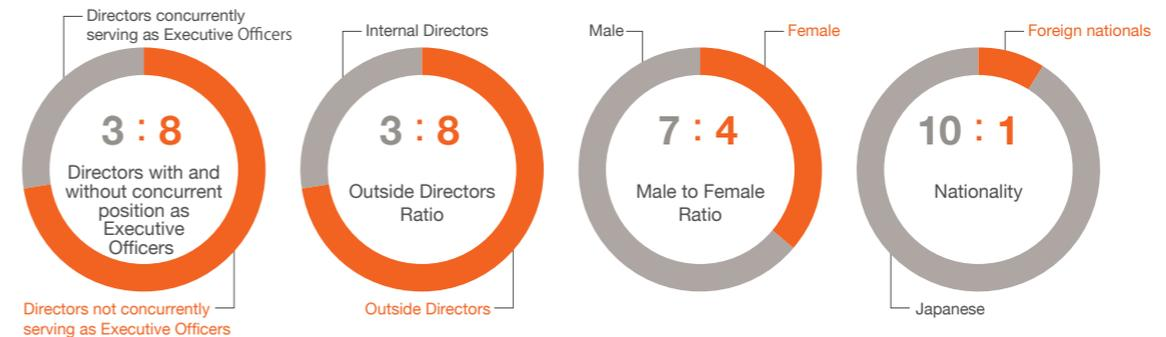 Directors concurrently
serving as Executive Officers
3 : 8
Directors with and
without concurrent
position as
Executive
Officers
Directors not concurrently
serving as Executive Officers
Internal Directors
3 : 8
Outside Directors
Ratio
Outside Directors
Male
Female
7 : 4
Male to Female
Ratio
Foreign nationals
10 : 1
Nationality
Japanese